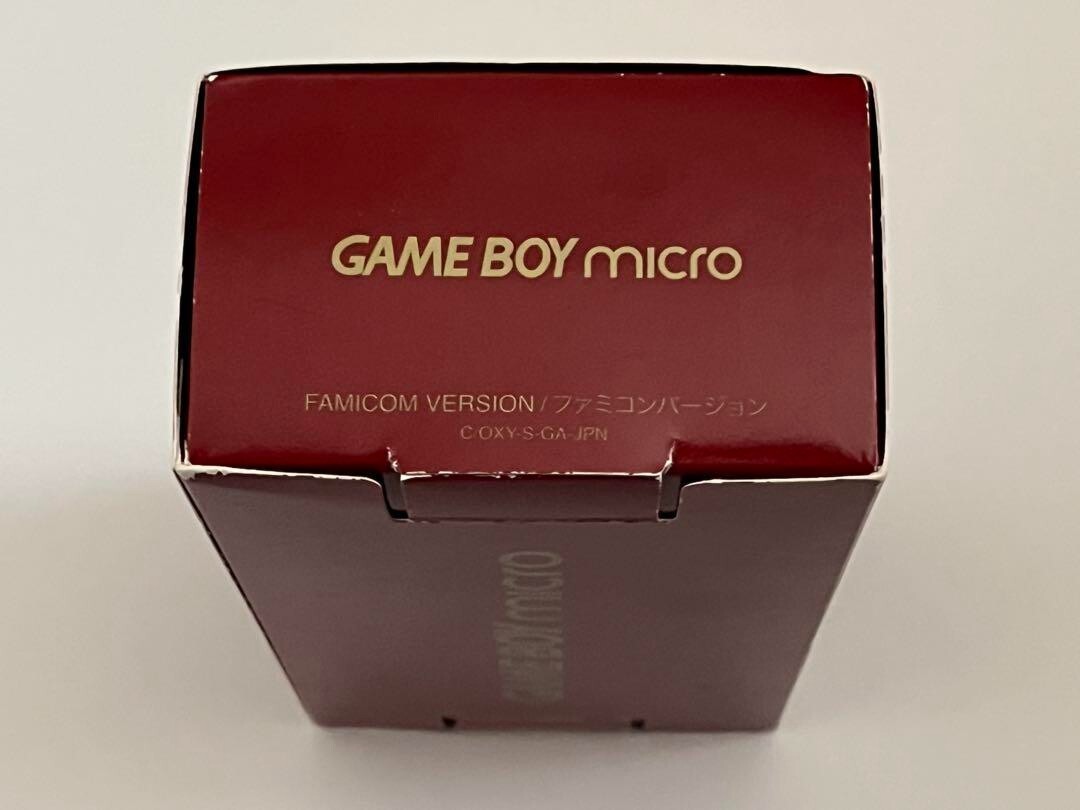 GAME BOY micro
FAMICOM VERSION / ファミコンバージョン
C/OXY-S-GA-JPN
GAME BOY micro